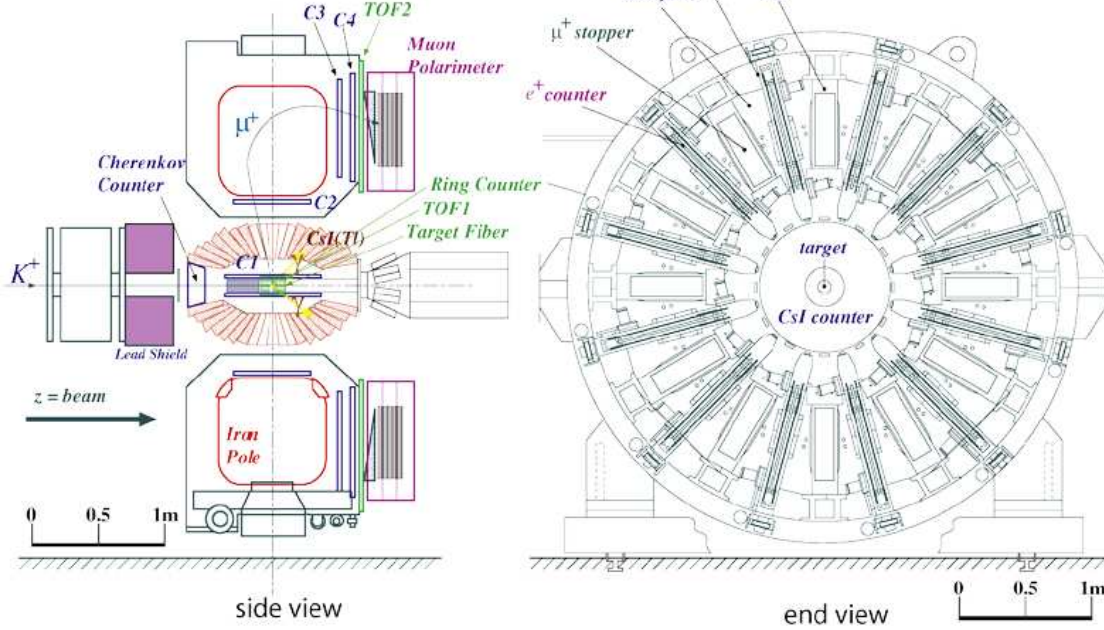 C3
C4
TOF2
Muon
Polarimeter
μ+
Cherenkov
Counter
C2
Ring Counter
TOF1
Target Fiber
CsI(Tl)
C1
K+
Lead Shield
z = beam
Iron
Pole
0
0.5
1m
side view
μ+ stopper
e+ counter
target
CsI counter
0
0.5
1m
end view